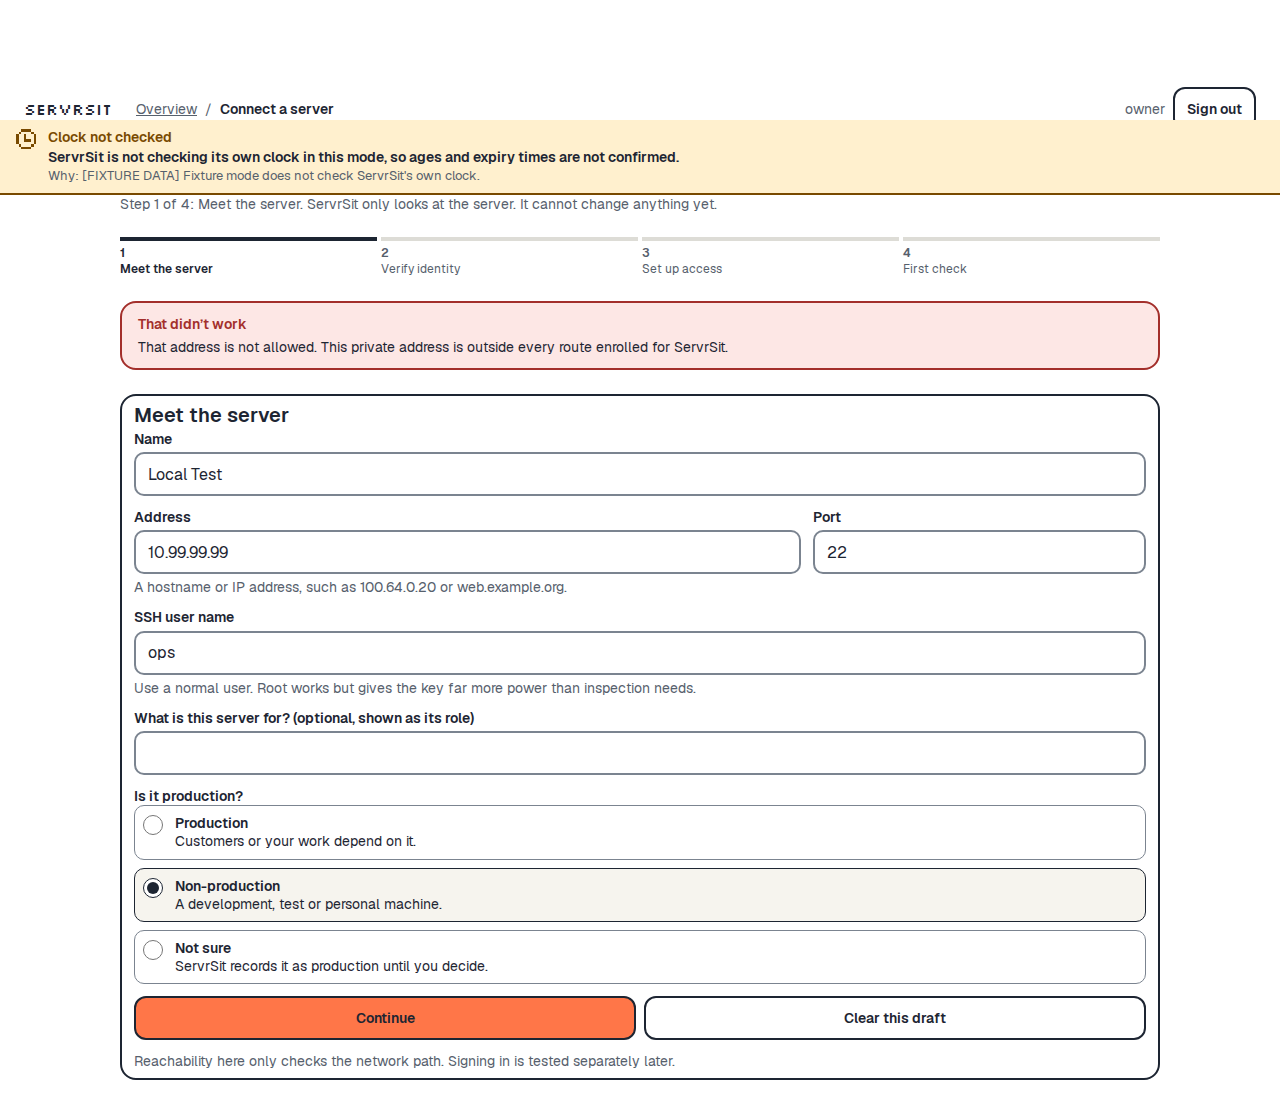 SERVRSIT
Overview / Connect a server
owner
Sign out
Clock not checked
ServrSit is not checking its own clock in this mode, so ages and expiry times are not confirmed.
Why: [FIXTURE DATA] Fixture mode does not check ServrSit's own clock.
Step 1 of 4: Meet the server. ServrSit only looks at the server. It cannot change anything yet.
1
Meet the server
2
Verify identity
3
Set up access
4
First check
That didn't work
That address is not allowed. This private address is outside every route enrolled for ServrSit.
Meet the server
Name
Local Test
Address
10.99.99.99
Port
22
A hostname or IP address, such as 100.64.0.20 or web.example.org.
SSH user name
ops
Use a normal user. Root works but gives the key far more power than inspection needs.
What is this server for? (optional, shown as its role)
Is it production?
Production
Customers or your work depend on it.
Non-production
A development, test or personal machine.
Not sure
ServrSit records it as production until you decide.
Continue
Clear this draft
Reachability here only checks the network path. Signing in is tested separately later.